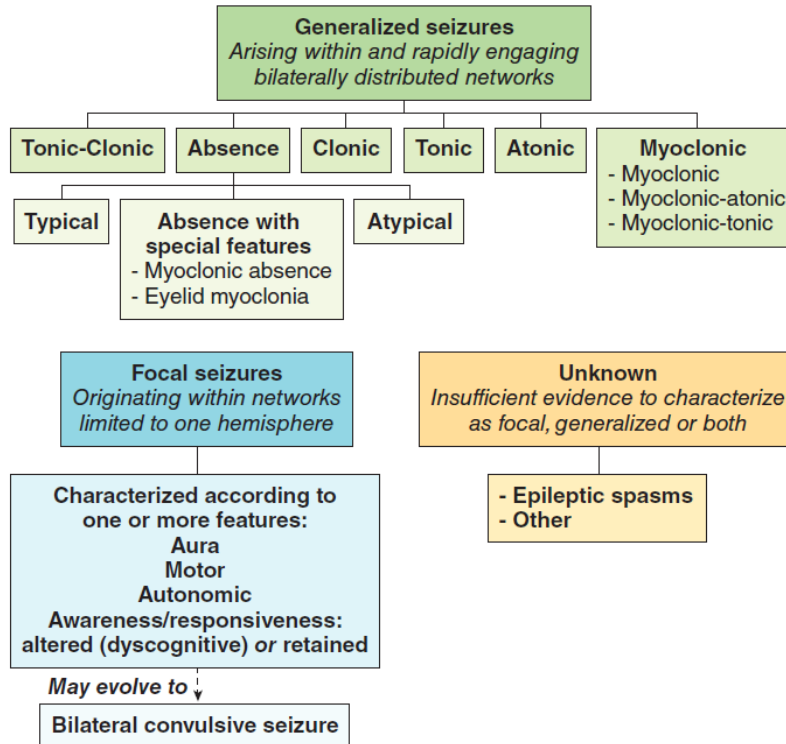 Generalized seizures
Arising within and rapidly engaging
bilaterally distributed networks
Tonic-Clonic
Absence
Clonic
Tonic
Atonic
Myoclonic
- Myoclonic
- Myoclonic-atonic
- Myoclonic-tonic
Typical
Absence with
special features
- Myoclonic absence
- Eyelid myoclonia
Atypical
Focal seizures
Originating within networks
limited to one hemisphere
Unknown
Insufficient evidence to characterize
as focal, generalized or both
Characterized according to
one or more features:
Aura
Motor
Autonomic
Awareness/responsiveness:
altered (dyscognitive) or retained
- Epileptic spasms
- Other
May evolve to
Bilateral convulsive seizure